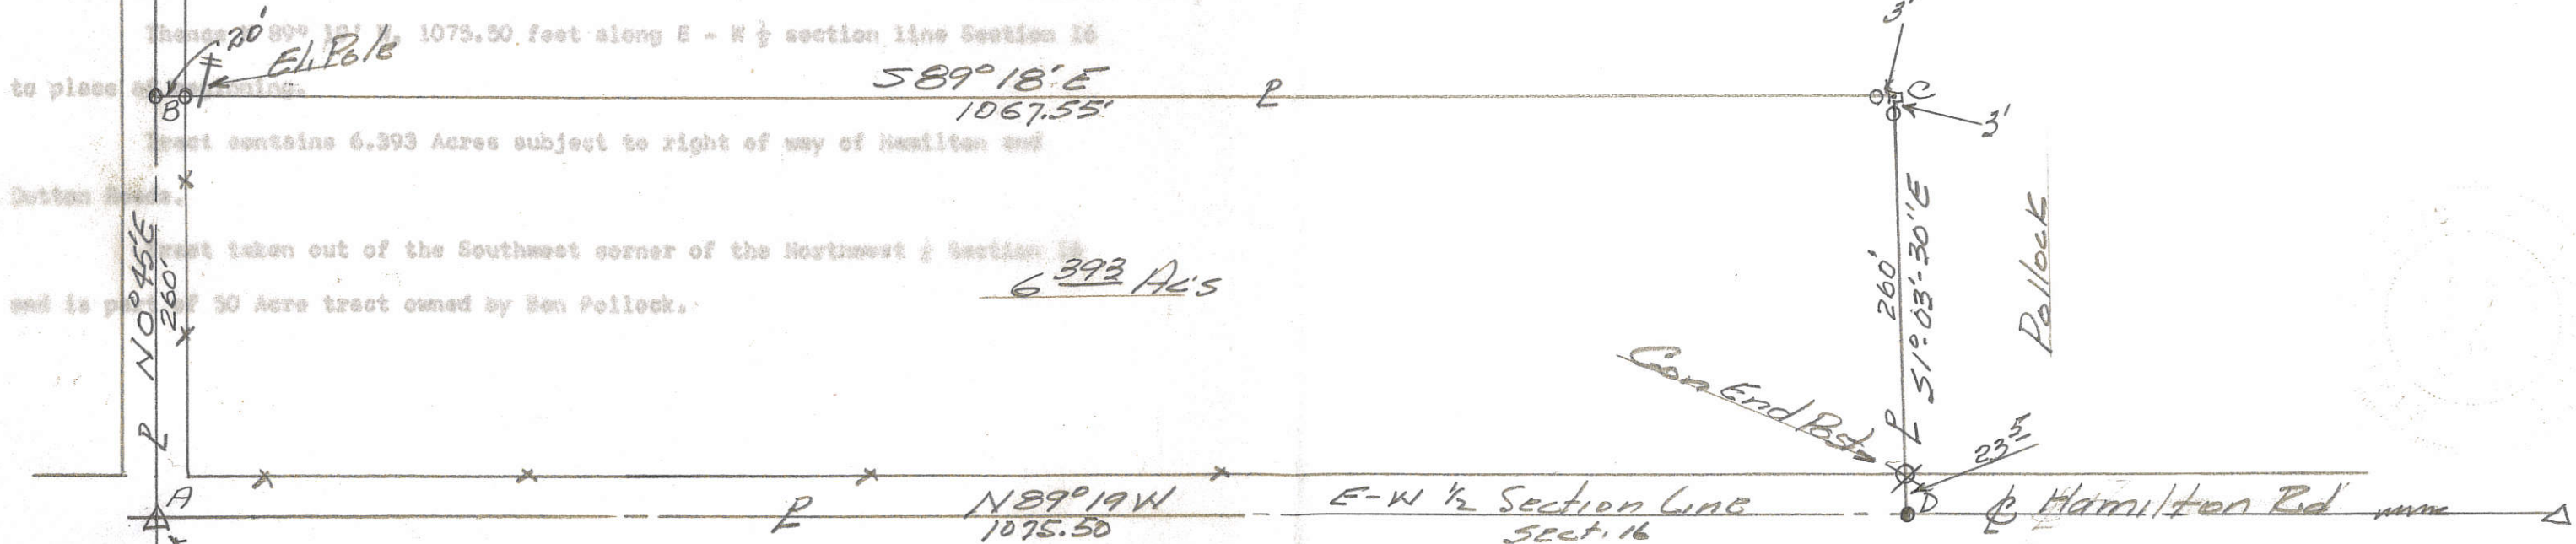 89° 19' W. 1075.50 feet along E - W ½ section line Section 16
to place of beginning.
Tract contains 6.393 Acres subject to right of way of Hamilton and
Dutton Roads.
Tract taken out of the Southwest corner of the Northwest ¼ Section 16
and is part of 50 Acre tract owned by Ben Pollock.
20'
El. Pole
B
S89°18'E
1067.55'
P
3'
C
3'
N0°45'E
260'
6 393 Ac's
260'
S1°03'-30"E
Pollock
End Post
P
23 5
P
A
P
N89°19W
1075.50
E-W 1/2 Section Line
Sect. 16
D
Hamilton Rd